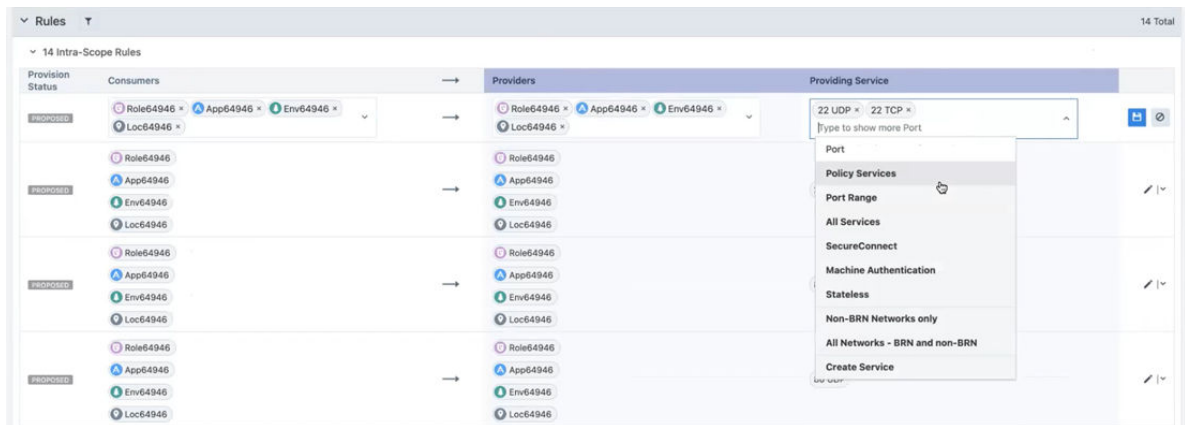 Rules
14 Total
14 Intra-Scope Rules
Provision Status
Consumers
Providers
Providing Service
PROPOSED
Role64946 × App64946 × Env64946 ×
Loc64946 ×
Role64946 × App64946 × Env64946 ×
Loc64946 ×
22 UDP × 22 TCP ×
Type to show more Port
Port
Policy Services
Port Range
All Services
SecureConnect
Machine Authentication
Stateless
Non-BRN Networks only
All Networks - BRN and non-BRN
Create Service
PROPOSED
Role64946
App64946
Env64946
Loc64946
Role64946
App64946
Env64946
Loc64946
PROPOSED
Role64946
App64946
Env64946
Loc64946
Role64946
App64946
Env64946
Loc64946
PROPOSED
Role64946
App64946
Env64946
Loc64946
Role64946
App64946
Env64946
Loc64946